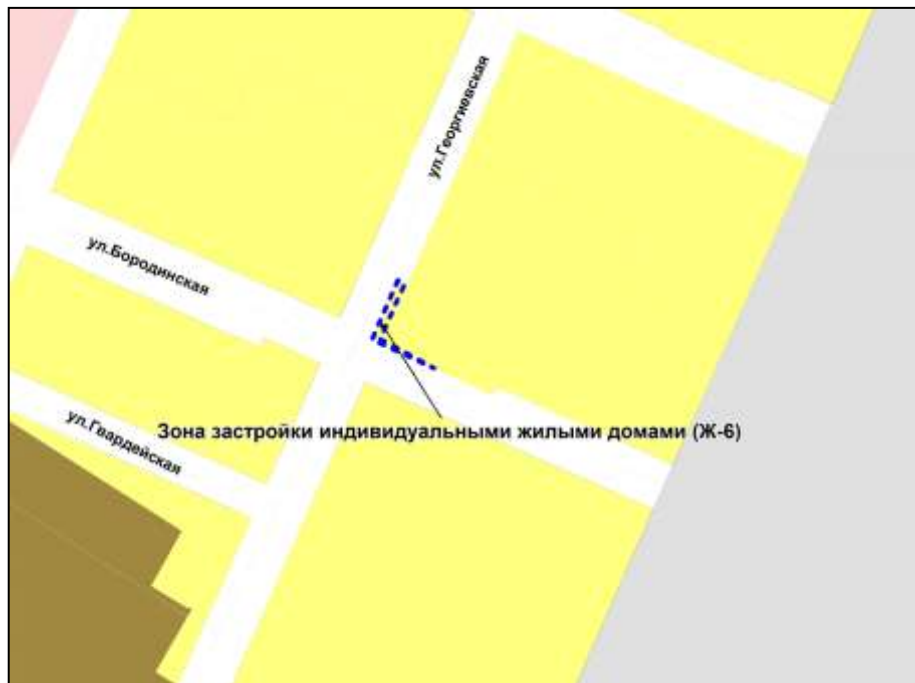 ул.Георгиевская
ул.Бородинская
ул.Гвардейская
Зона застройки индивидуальными жилыми домами (Ж-6)